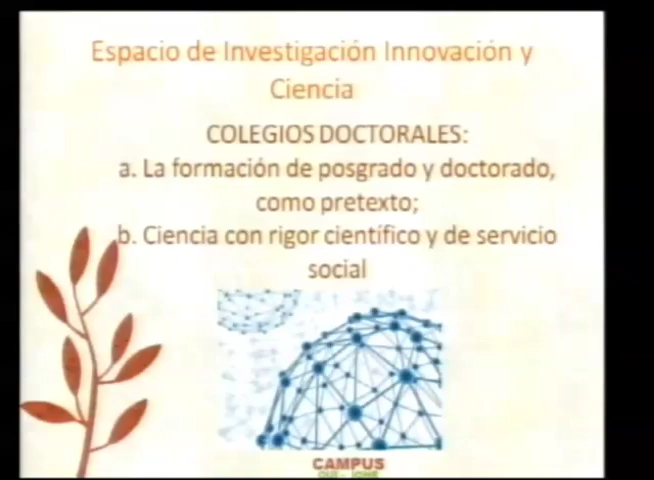 Espacio de Investigación Innovación y
Ciencia
COLEGIOS DOCTORALES:
a. La formación de posgrado y doctorado,
como pretexto;
b. Ciencia con rigor científico y de servicio
social
CAMPUS